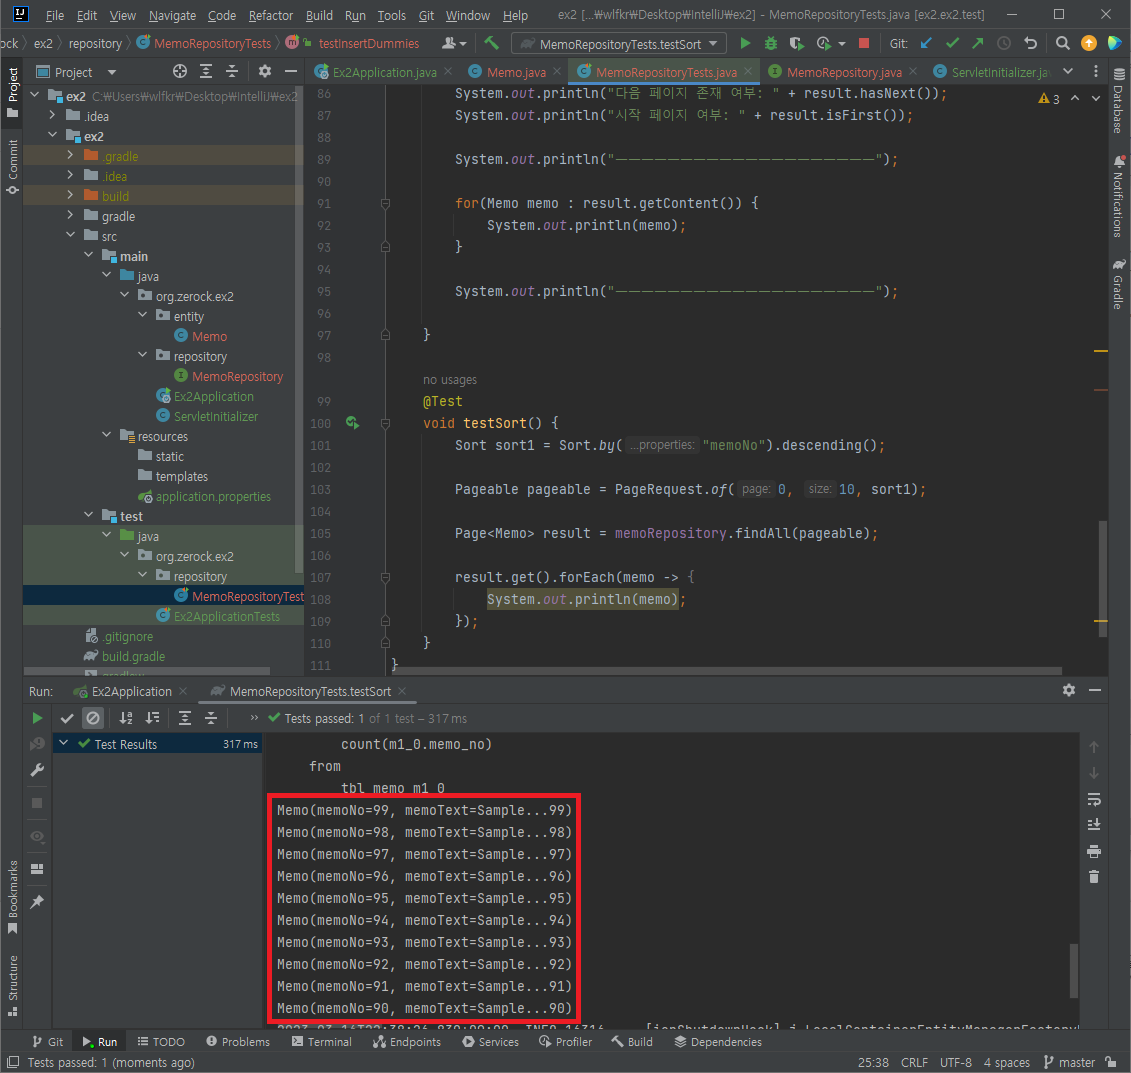 File Edit View Navigate Code Refactor Build Run Tools Git Window Help ex2 [...₩wlfkr₩Desktop₩IntelliJ₩ex2] - MemoRepositoryTests.java [ex2.ex2.test]
ock ex2 repository MemoRepositoryTests testInsertDummies MemoRepositoryTests.testSort Git:
Project
Ex2Application.java Memo.java MemoRepositoryTests.java MemoRepository.java ServletInitializer.ja
Project
Commit
Bookmarks
Structure
ex2 C:₩Users₩wlfkr₩Desktop₩IntelliJ₩ex2
.idea
ex2
.gradle
.idea
build
gradle
src
main
java
org.zerock.ex2
entity
Memo
repository
MemoRepository
Ex2Application
ServletInitializer
resources
static
templates
application.properties
test
java
org.zerock.ex2
repository
MemoRepositoryTest
Ex2ApplicationTests
.gitignore
build.gradle
gradlew
3
86 System.out.println("다음 페이지 존재 여부: " + result.hasNext());
87 System.out.println("시작 페이지 여부: " + result.isFirst());
88
89 System.out.println("————————————————————");
90
91 for(Memo memo : result.getContent()) {
92 System.out.println(memo);
93 }
94
95 System.out.println("————————————————————");
96
97 }
98
no usages
99 @Test
100 void testSort() {
101 Sort sort1 = Sort.by( ...properties: "memoNo").descending();
102
103 Pageable pageable = PageRequest.of( page: 0, size: 10, sort1);
104
105 Page<Memo> result = memoRepository.findAll(pageable);
106
107 result.get().forEach(memo -> {
108 System.out.println(memo);
109 });
110 }
111 }
Database
Notifications
Gradle
Run: Ex2Application MemoRepositoryTests.testSort
Tests passed: 1 of 1 test – 317 ms
Test Results 317 ms
count(m1_0.memo_no)
from
tbl_memo m1_0
Memo(memoNo=99, memoText=Sample...99)
Memo(memoNo=98, memoText=Sample...98)
Memo(memoNo=97, memoText=Sample...97)
Memo(memoNo=96, memoText=Sample...96)
Memo(memoNo=95, memoText=Sample...95)
Memo(memoNo=94, memoText=Sample...94)
Memo(memoNo=93, memoText=Sample...93)
Memo(memoNo=92, memoText=Sample...92)
Memo(memoNo=91, memoText=Sample...91)
Memo(memoNo=90, memoText=Sample...90)
Git Run TODO Problems Terminal Endpoints Services Profiler Build Dependencies
Tests passed: 1 (moments ago) 25:38 CRLF UTF-8 4 spaces master